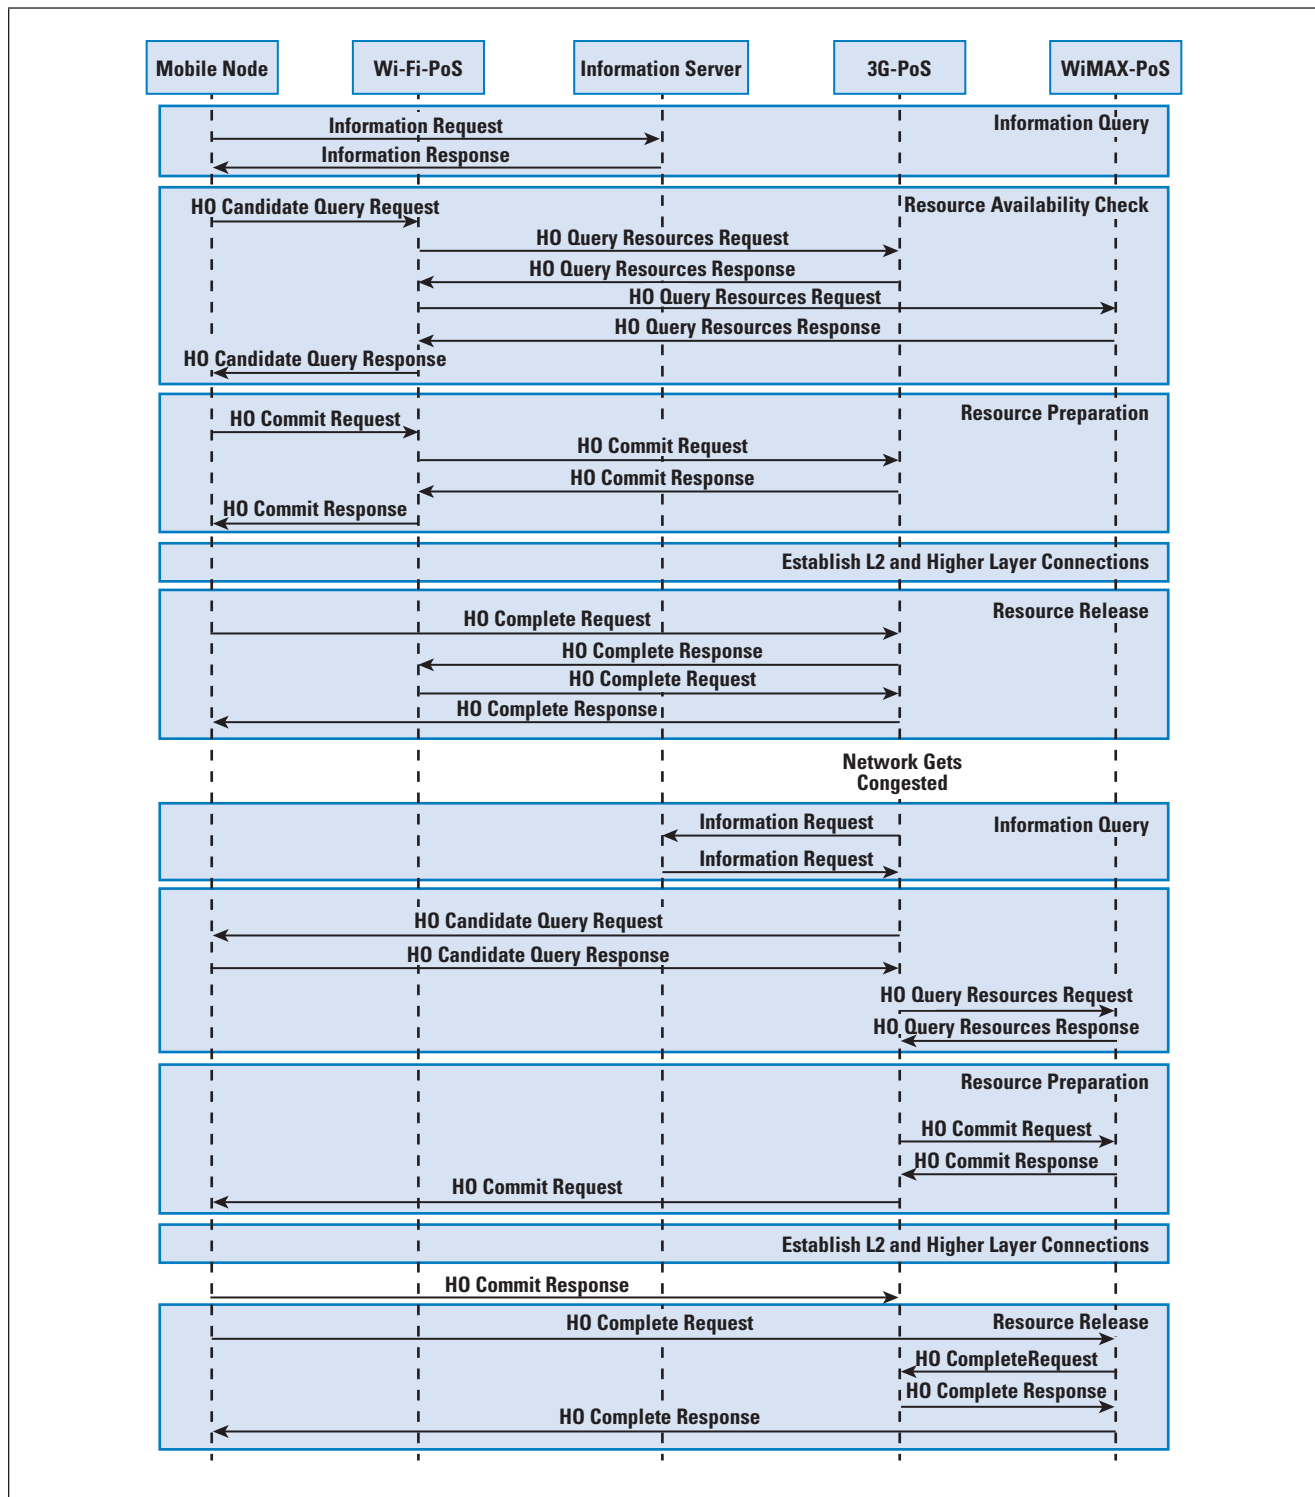 Mobile Node
Wi-Fi-PoS
Information Server
3G-PoS
WiMAX-PoS
Information Query
Information Request
Information Response
Resource Availability Check
HO Candidate Query Request
HO Query Resources Request
HO Query Resources Response
HO Query Resources Request
HO Query Resources Response
HO Candidate Query Response
Resource Preparation
HO Commit Request
HO Commit Request
HO Commit Response
HO Commit Response
Establish L2 and Higher Layer Connections
Resource Release
HO Complete Request
HO Complete Response
HO Complete Request
HO Complete Response
Network Gets
Congested
Information Query
Information Request
Information Request
HO Candidate Query Request
HO Candidate Query Response
HO Query Resources Request
HO Query Resources Response
Resource Preparation
HO Commit Request
HO Commit Response
HO Commit Request
Establish L2 and Higher Layer Connections
HO Commit Response
Resource Release
HO Complete Request
HO CompleteRequest
HO Complete Response
HO Complete Response